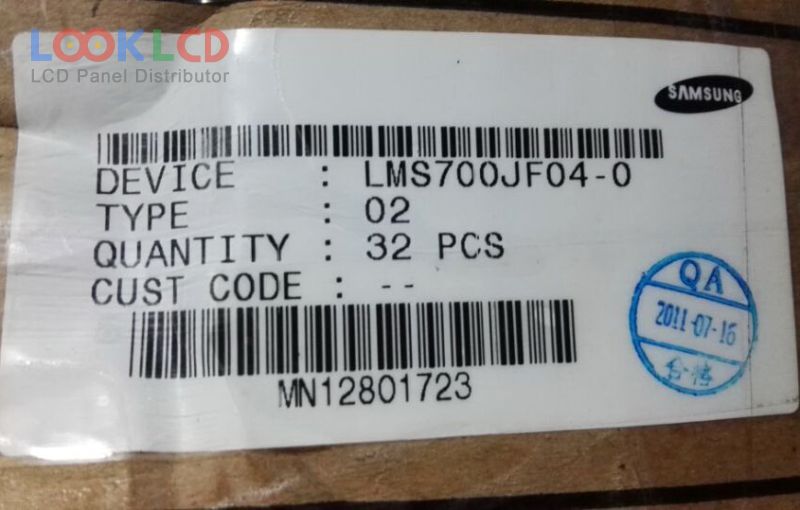 LOOKLCD
LCD Panel Distributor
SAMSUNG
DEVICE : LMS700JF04-0
TYPE : 02
QUANTITY : 32 PCS
CUST CODE : --
MN12801723
QA
2011-07-16
合格